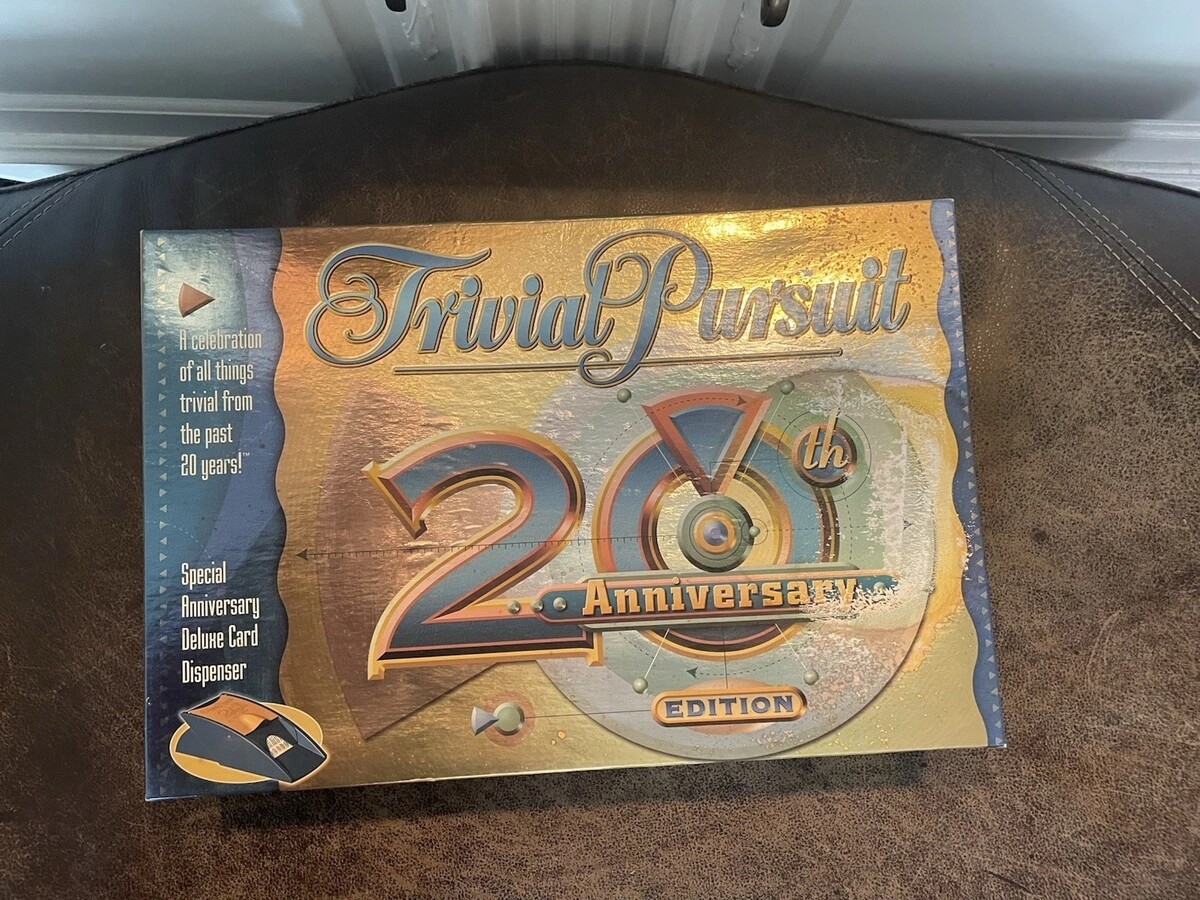 Trivial Pursuit
A celebration
of all things
trivial from
the past
20 years!™
20th
Anniversary
EDITION
Special
Anniversary
Deluxe Card
Dispenser